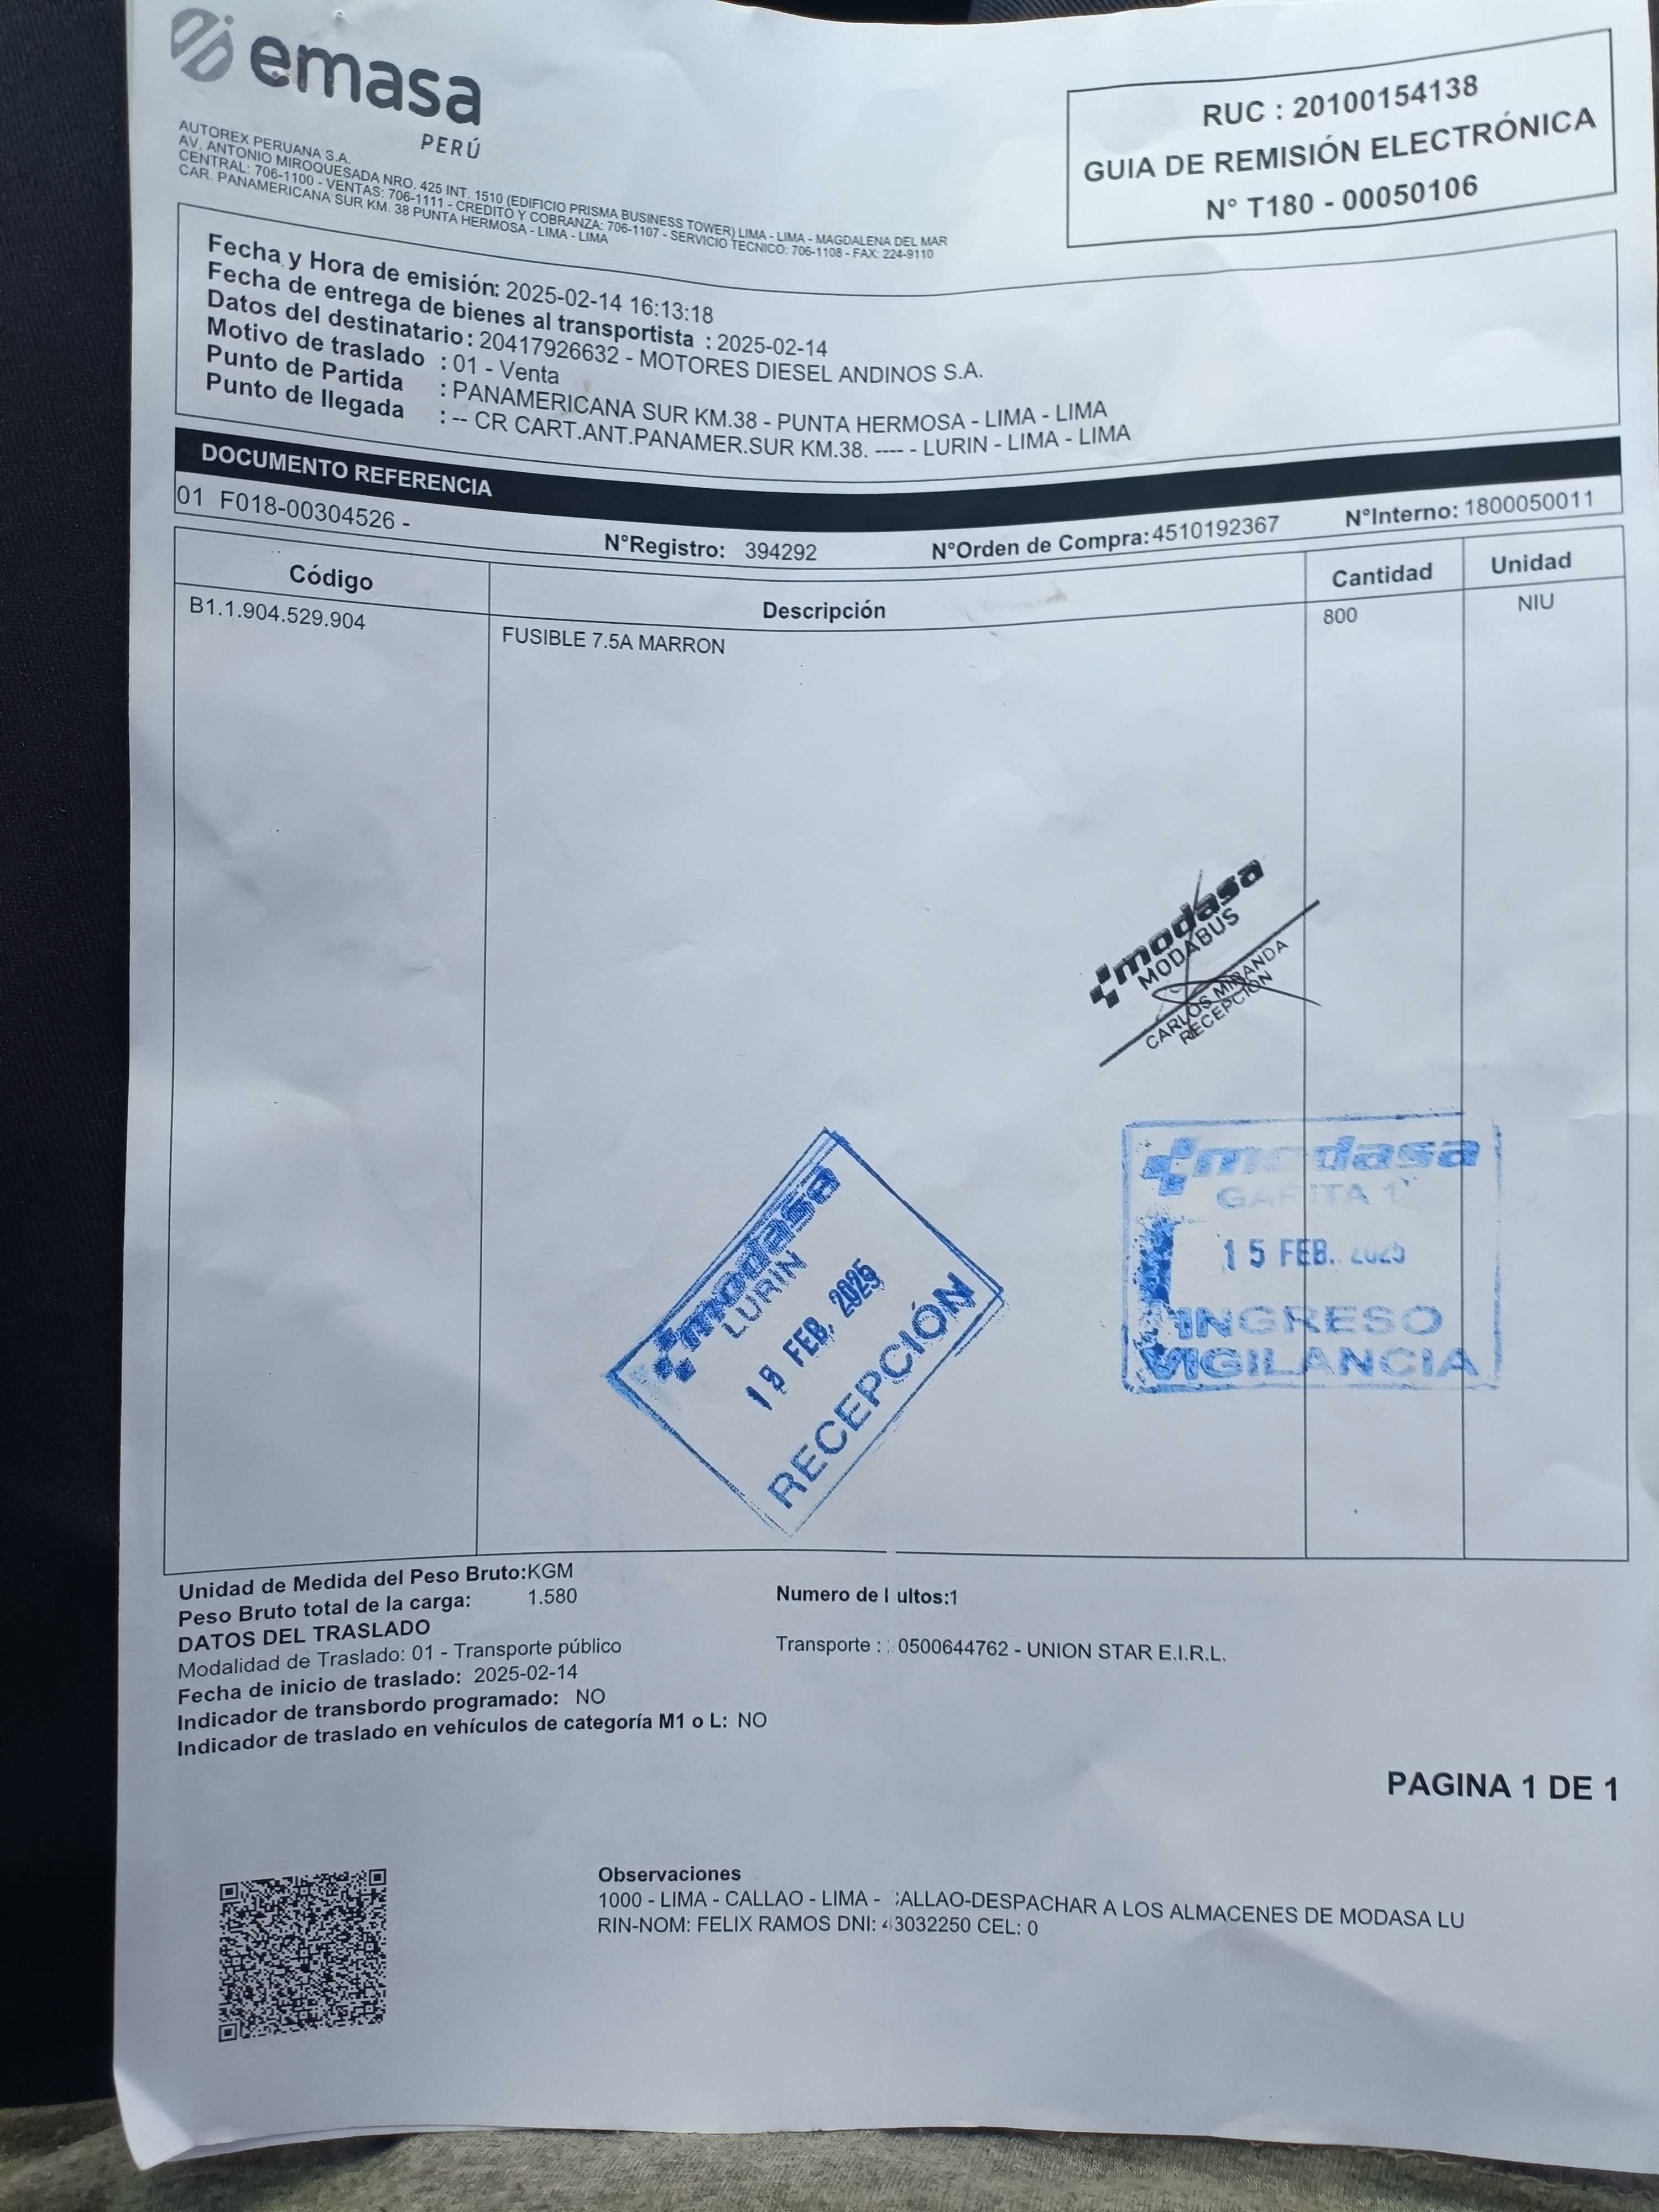 emasa
PERÚ
RUC : 20100154138
GUIA DE REMISIÓN ELECTRÓNICA
N° T180 - 00050106
AUTOREX PERUANA S.A.
AV. ANTONIO MIROQUESADA NRO. 425 INT. 1510 (EDIFICIO PRISMA BUSINESS TOWER) LIMA - LIMA - MAGDALENA DEL MAR
CENTRAL: 706-1100 - VENTAS: 706-1111 - CREDITO Y COBRANZA: 706-1107 - SERVICIO TECNICO: 706-1108 - FAX: 224-9110
CAR. PANAMERICANA SUR KM. 38 PUNTA HERMOSA - LIMA - LIMA
Fecha y Hora de emisión: 2025-02-14 16:13:18
Fecha de entrega de bienes al transportista : 2025-02-14
Datos del destinatario : 20417926632 - MOTORES DIESEL ANDINOS S.A.
Motivo de traslado : 01 - Venta
Punto de Partida : PANAMERICANA SUR KM.38 - PUNTA HERMOSA - LIMA - LIMA
Punto de llegada : -- CR CART.ANT.PANAMER.SUR KM.38. ---- - LURIN - LIMA - LIMA
DOCUMENTO REFERENCIA
01 F018-00304526 - N°Registro: 394292 N°Orden de Compra: 4510192367 N°Interno: 1800050011
Código Descripción Cantidad Unidad
B1.1.904.529.904 FUSIBLE 7.5A MARRON 800 NIU
modasa
MODABUS
CARLOS MIRANDA
RECEPCIÓN
modasa
GARITA 1
15 FEB. 2025
INGRESO
VIGILANCIA
modasa
LURIN
FEB. 2025
RECEPCIÓN
Unidad de Medida del Peso Bruto:KGM
Peso Bruto total de la carga: 1.580 Numero de ultos:1
DATOS DEL TRASLADO
Modalidad de Traslado: 01 - Transporte público Transporte : 0500644762 - UNION STAR E.I.R.L.
Fecha de inicio de traslado: 2025-02-14
Indicador de transbordo programado: NO
Indicador de traslado en vehículos de categoría M1 o L: NO
PAGINA 1 DE 1
Observaciones
1000 - LIMA - CALLAO - LIMA - ALLAO-DESPACHAR A LOS ALMACENES DE MODASA LU
RIN-NOM: FELIX RAMOS DNI: 43032250 CEL: 0